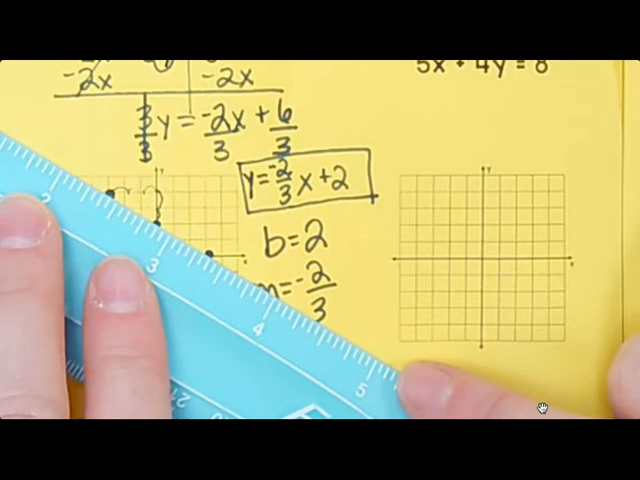 -2x -2x
5x + 4y = 8
3y = -2x + 6
3 3 3
y = -2/3 x + 2
b = 2
m = -2/3
2 3 4 5